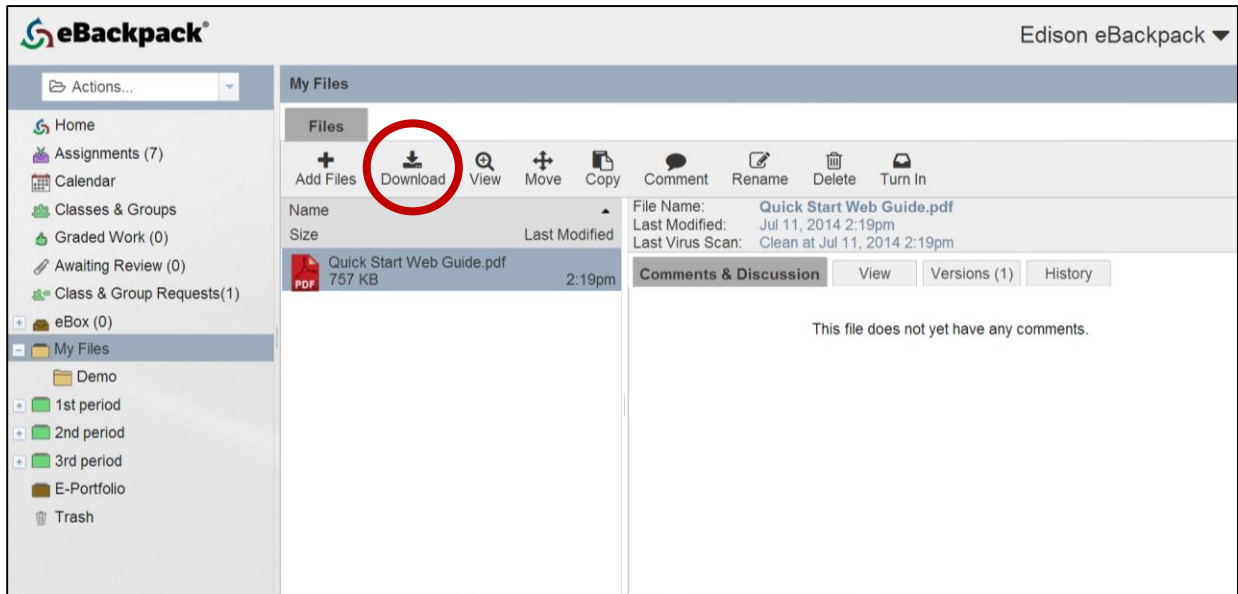 eBackpack®
Edison eBackpack
Actions...
Home
Assignments (7)
Calendar
Classes & Groups
Graded Work (0)
Awaiting Review (0)
Class & Group Requests(1)
eBox (0)
My Files
Demo
1st period
2nd period
3rd period
E-Portfolio
Trash
My Files
Files
Add Files Download View Move Copy Comment Rename Delete Turn In
Name
Size Last Modified
PDF
Quick Start Web Guide.pdf
757 KB 2:19pm
File Name: Quick Start Web Guide.pdf
Last Modified: Jul 11, 2014 2:19pm
Last Virus Scan: Clean at Jul 11, 2014 2:19pm
Comments & Discussion View Versions (1) History
This file does not yet have any comments.